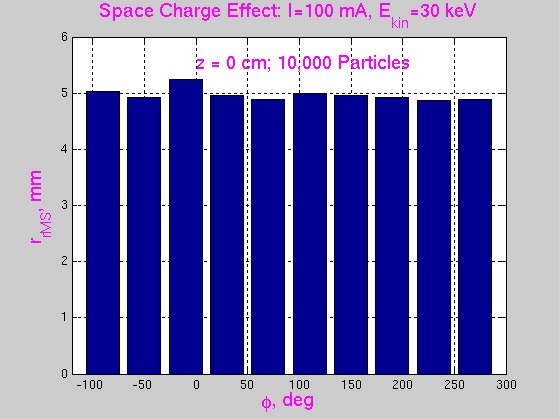 Space Charge Effect: I=100 mA, E_kin=30 keV
z = 0 cm; 10,000 Particles
r_rMS, mm
6
5
4
3
2
1
0
-100 -50 0 50 100 150 200 250 300
ϕ, deg